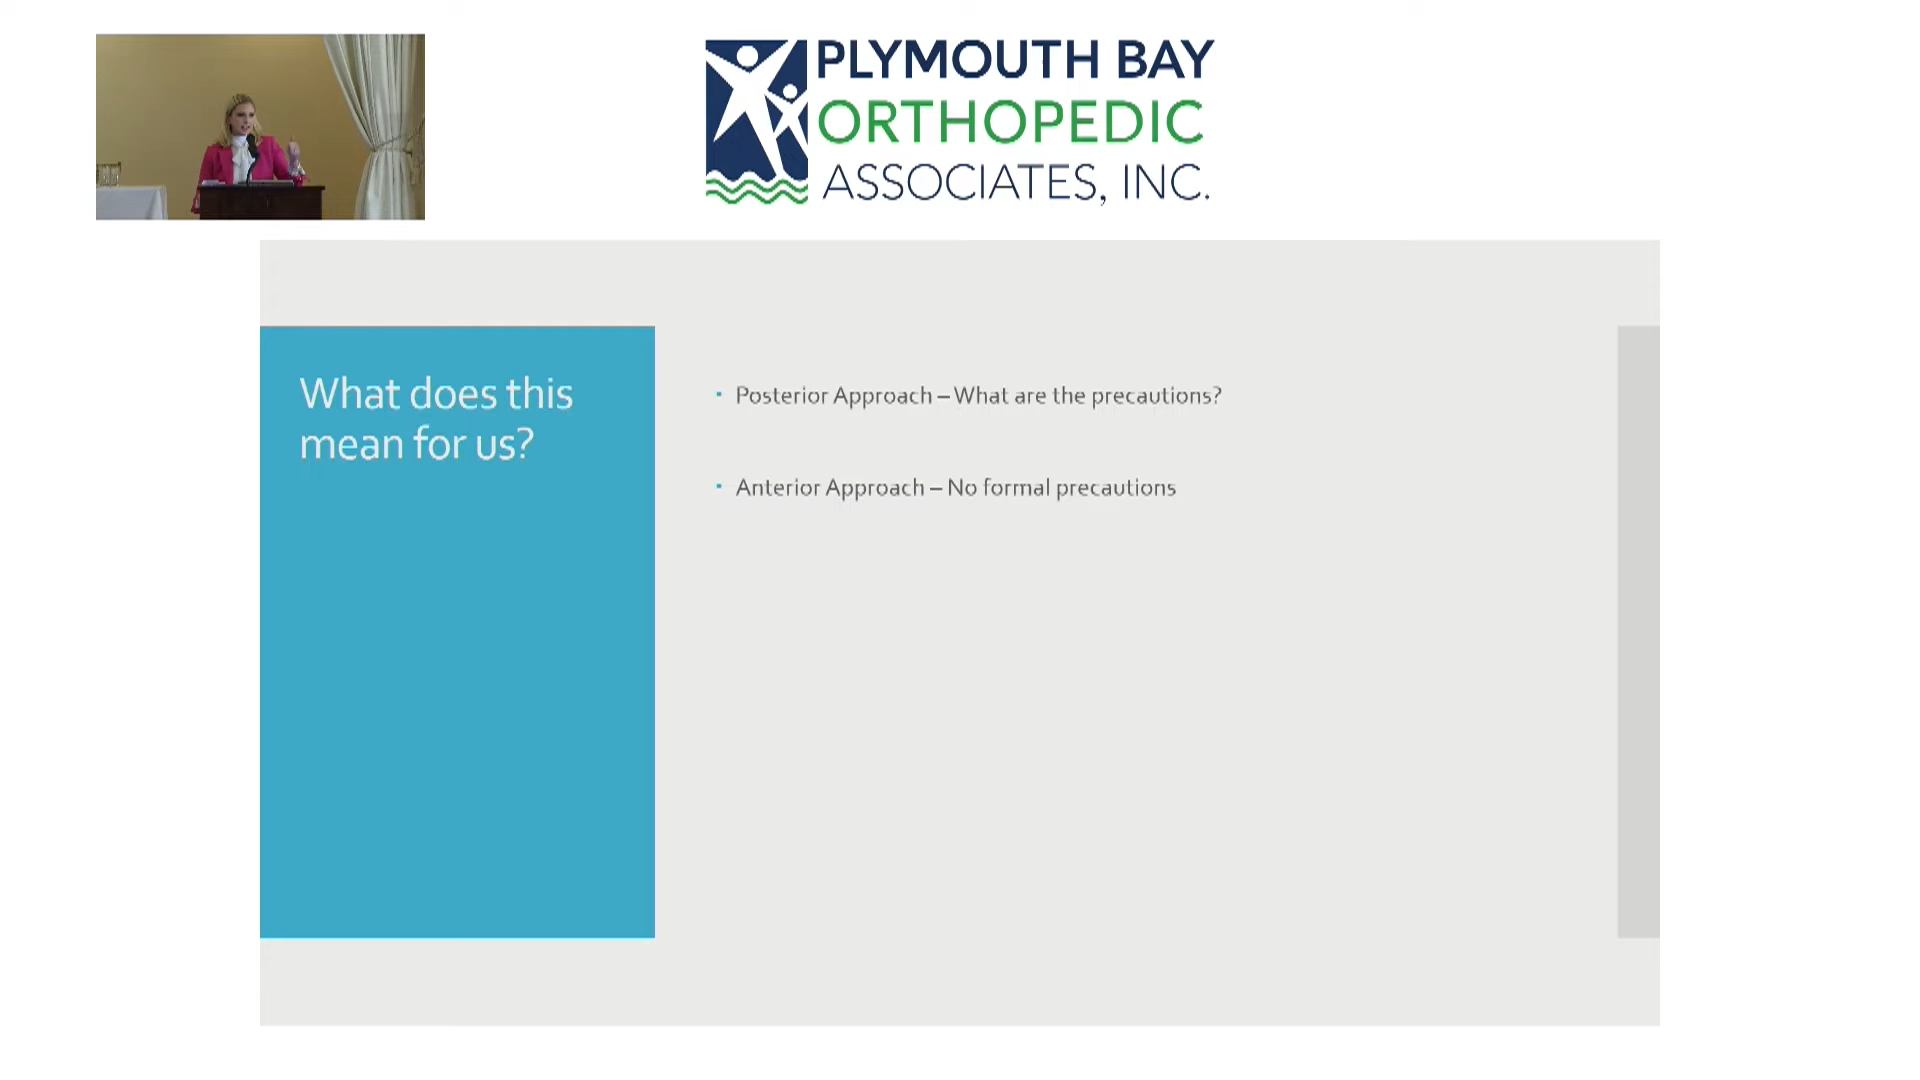 PLYMOUTH BAY
ORTHOPEDIC
ASSOCIATES, INC.
What does this
mean for us?
Posterior Approach – What are the precautions?
Anterior Approach – No formal precautions